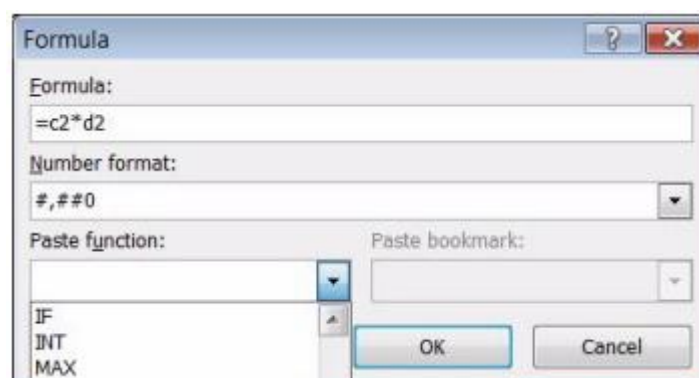 Formula
Formula:
=c2*d2
Number format:
#,##0
Paste function:
Paste bookmark:
IF
INT
MAX
OK
Cancel